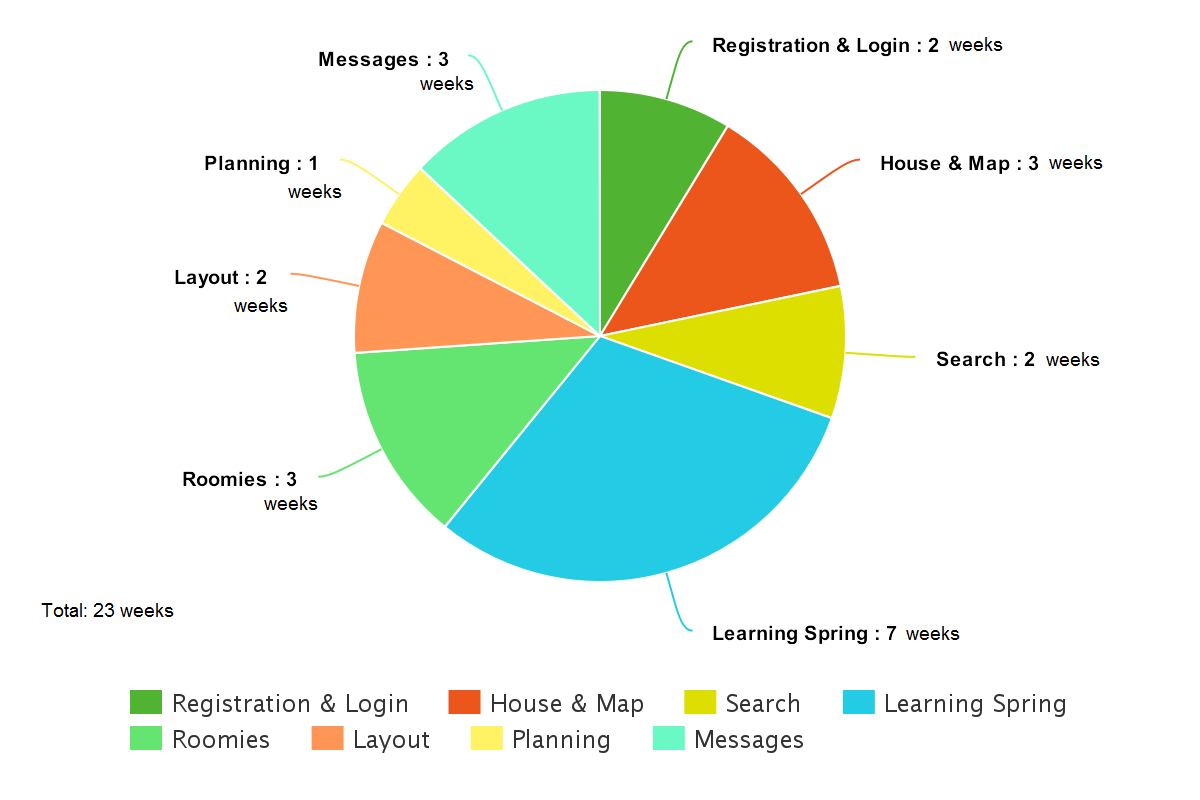 Registration & Login : 2 weeks
Messages : 3
weeks
House & Map : 3 weeks
Planning : 1
weeks
Layout : 2
weeks
Search : 2 weeks
Roomies : 3
weeks
Total: 23 weeks
Learning Spring : 7 weeks
Registration & Login House & Map Search Learning Spring
Roomies Layout Planning Messages